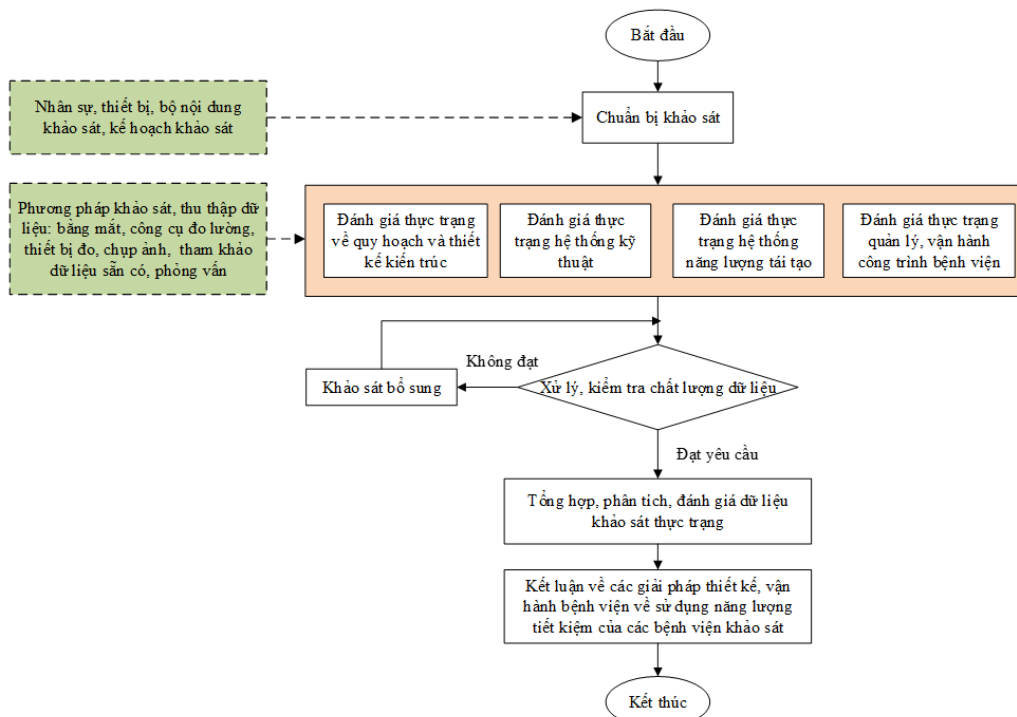 Bắt đầu
Nhân sự, thiết bị, bộ nội dung
khảo sát, kế hoạch khảo sát
Chuẩn bị khảo sát
Phương pháp khảo sát, thu thập dữ
liệu: bằng mắt, công cụ đo lường,
thiết bị đo, chụp ảnh, tham khảo
dữ liệu sẵn có, phỏng vấn
Đánh giá thực trạng
về quy hoạch và thiết
kế kiến trúc
Đánh giá thực
trạng hệ thống kỹ
thuật
Đánh giá thực
trạng hệ thống
năng lượng tái tạo
Đánh giá thực trạng
quản lý, vận hành
công trình bệnh viện
Không đạt
Khảo sát bổ sung
Xử lý, kiểm tra chất lượng dữ liệu
Đạt yêu cầu
Tổng hợp, phân tích, đánh giá dữ liệu
khảo sát thực trạng
Kết luận về các giải pháp thiết kế, vận
hành bệnh viện về sử dụng năng lượng
tiết kiệm của các bệnh viện khảo sát
Kết thúc